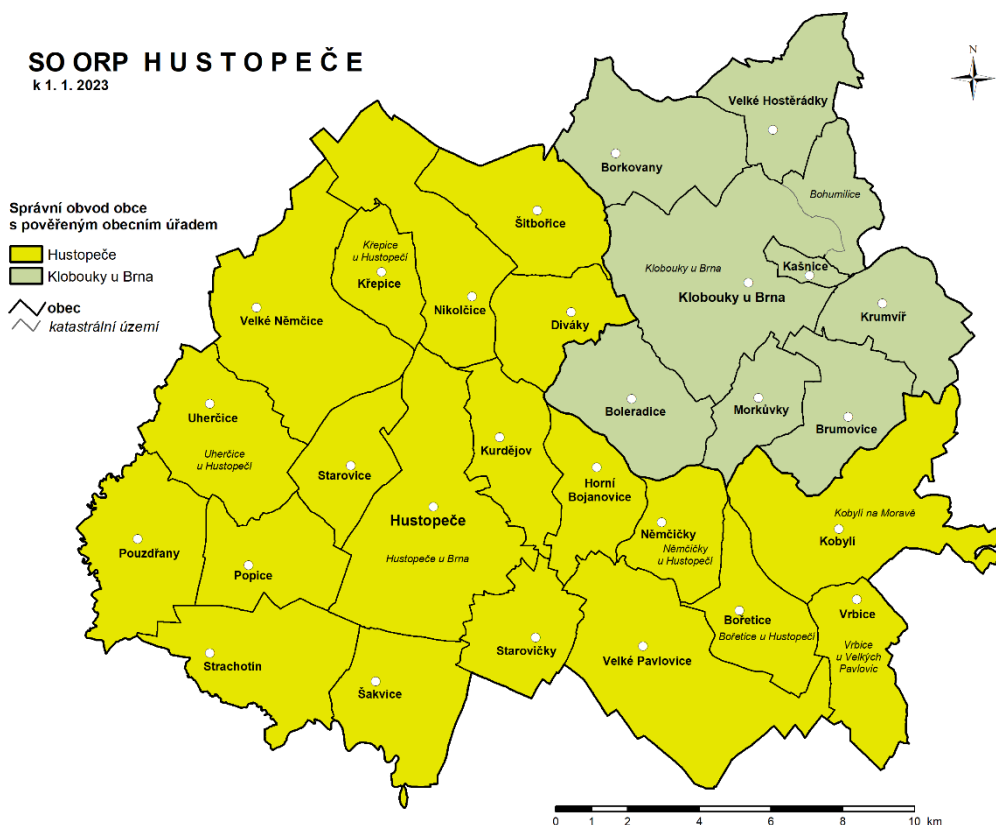 SO ORP HUSTOPEČE
k 1. 1. 2023
N
Velké Hostěrádky
Borkovany
Bohumilice
Správní obvod obce
s pověřeným obecním úřadem
Hustopeče
Klobouky u Brna
obec
katastrální území
Šitbořice
Křepice
u Hustopečí
Křepice
Klobouky u Brna
Kašnice
Klobouky u Brna
Nikolčice
Diváky
Krumvíř
Velké Němčice
Uherčice
Uherčice
u Hustopečí
Boleradice
Morkůvky
Brumovice
Kurdějov
Starovice
Horní
Bojanovice
Hustopeče
Hustopeče u Brna
Němčičky
Němčičky
u Hustopečí
Kobylí na Moravě
Kobylí
Pouzdřany
Popice
Bořetice
Bořetice u Hustopečí
Vrbice
Vrbice
u Velkých
Pavlovic
Starovičky
Velké Pavlovice
Strachotín
Šakvice
0 1 2 4 6 8 10 km